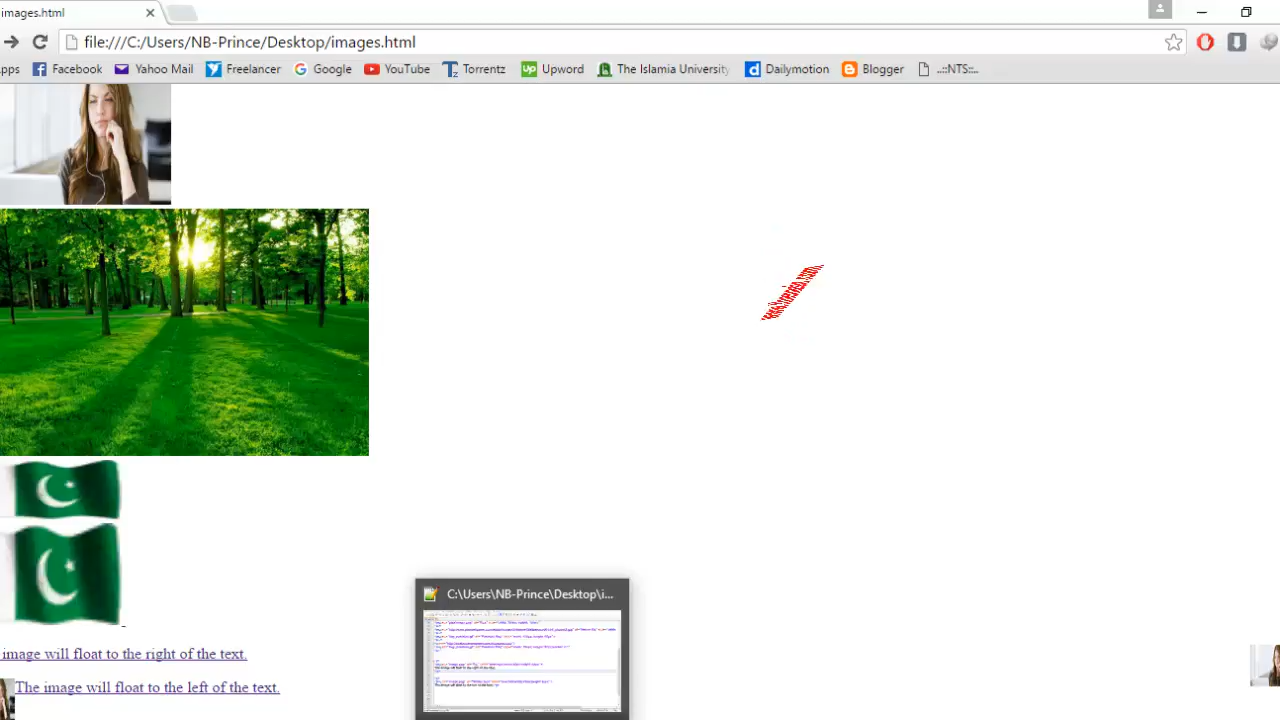 images.html
file:///C:/Users/NB-Prince/Desktop/images.html
pps Facebook Yahoo Mail Freelancer Google YouTube Torrentz Upword The Islamia University Dailymotion Blogger ..::NTS::..
C:\Users\NB-Prince\Desktop\i...
image will float to the right of the text.
The image will float to the left of the text.